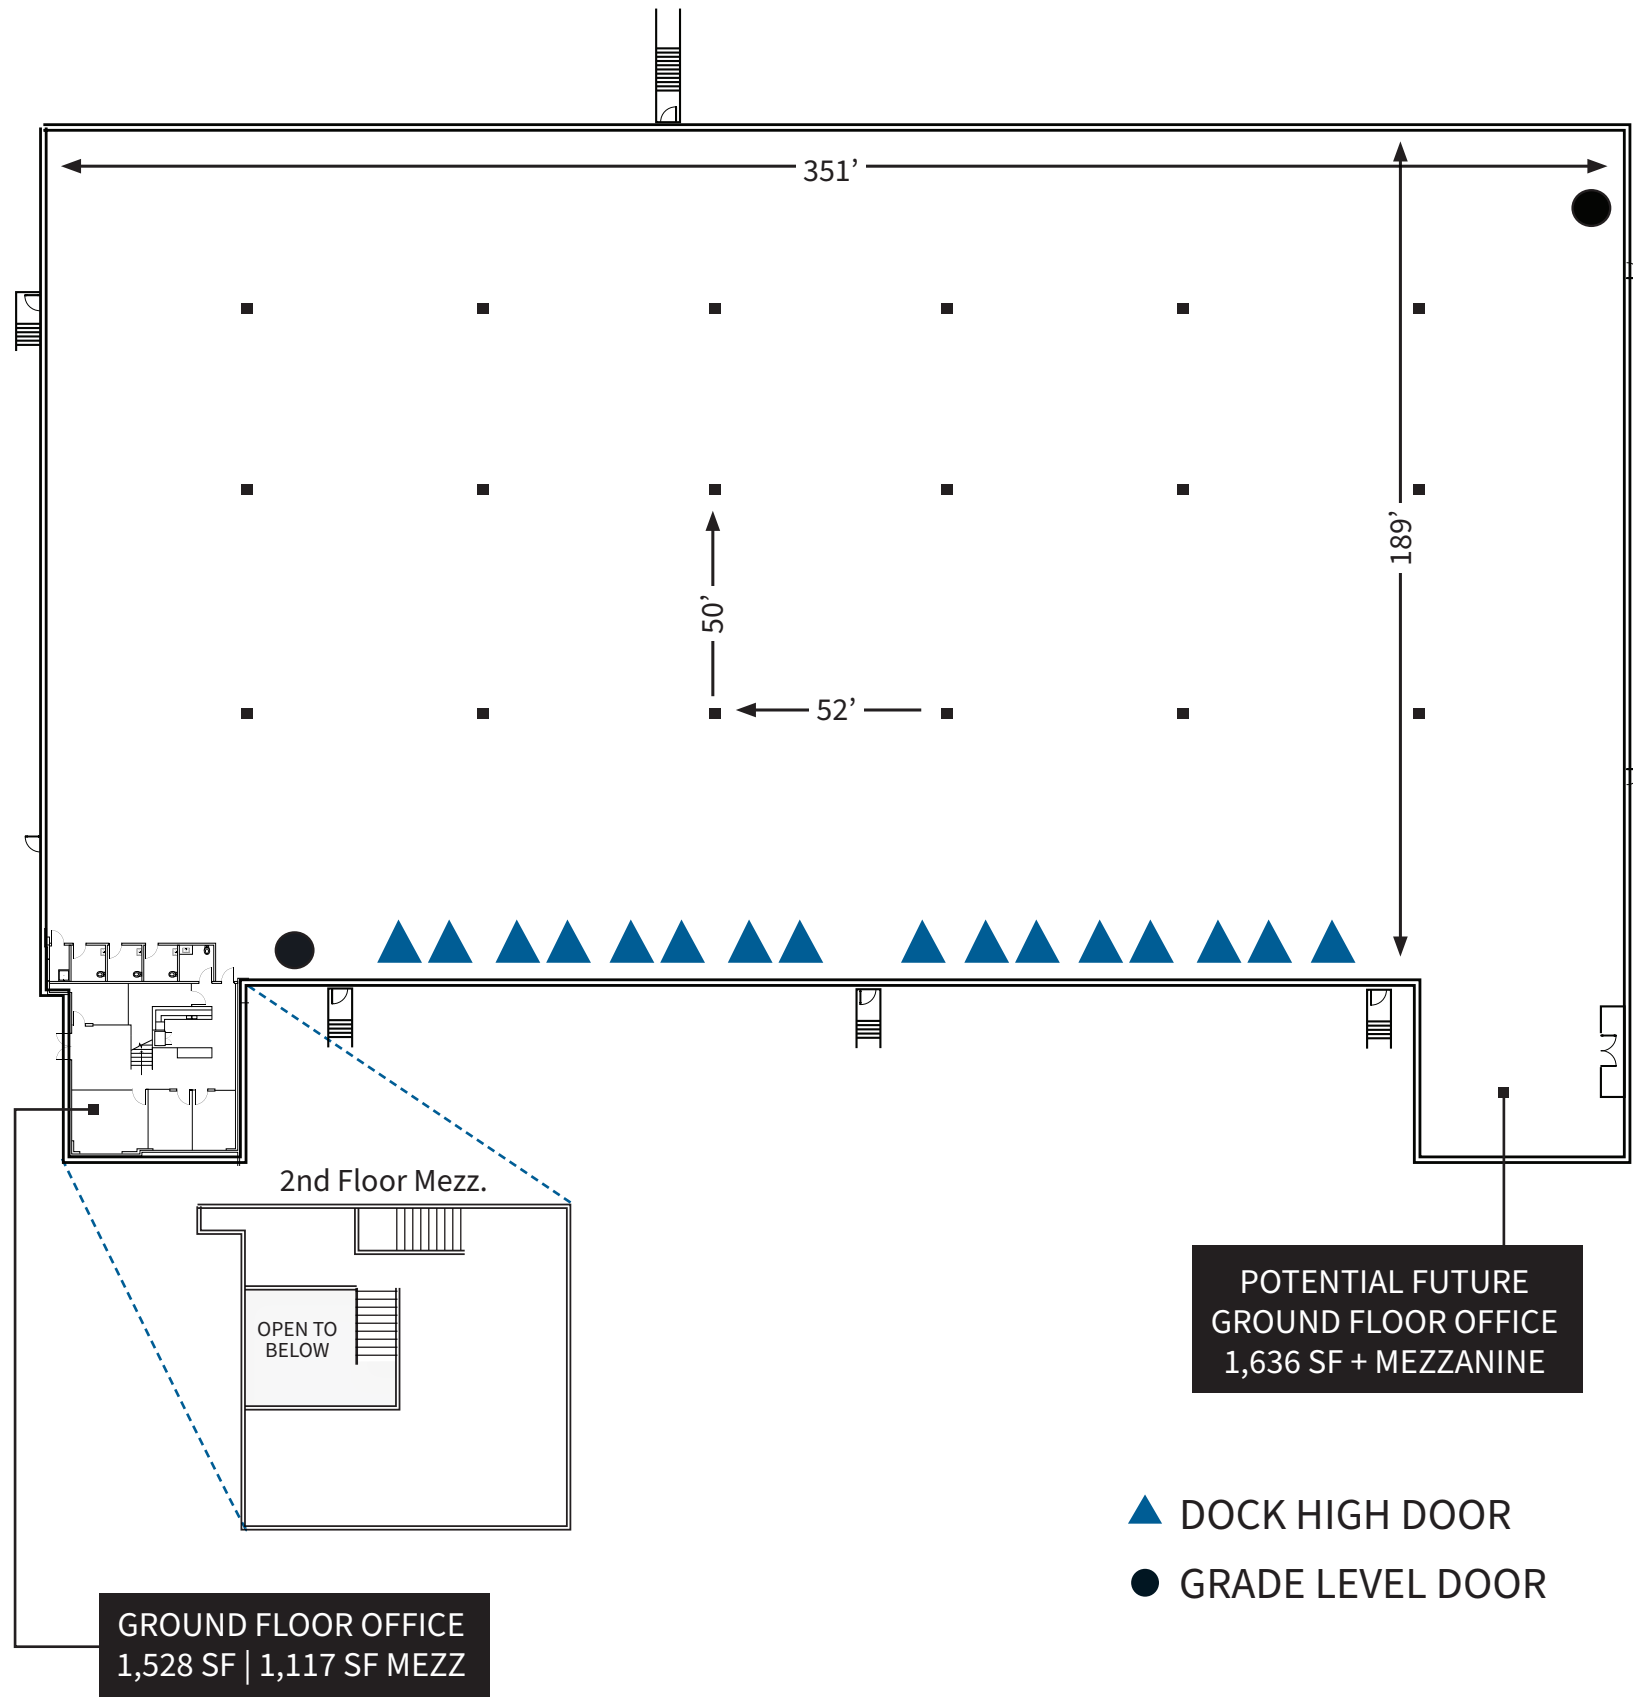 351’
189’
50’
52’
2nd Floor Mezz.
OPEN TO
BELOW
POTENTIAL FUTURE
GROUND FLOOR OFFICE
1,636 SF + MEZZANINE
DOCK HIGH DOOR
GRADE LEVEL DOOR
GROUND FLOOR OFFICE
1,528 SF | 1,117 SF MEZZ